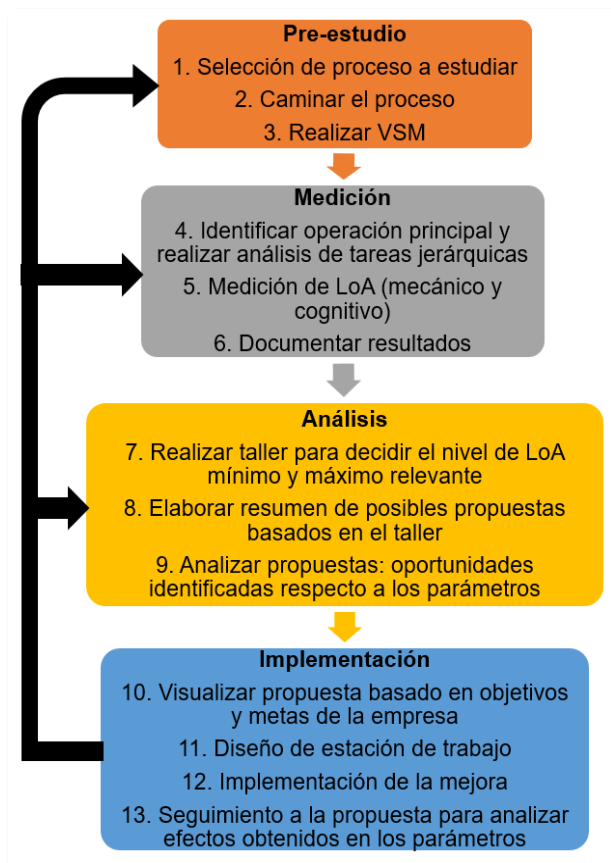 Pre-estudio
1. Selección de proceso a estudiar
2. Caminar el proceso
3. Realizar VSM
Medición
4. Identificar operación principal y
realizar análisis de tareas jerárquicas
5. Medición de LoA (mecánico y
cognitivo)
6. Documentar resultados
Análisis
7. Realizar taller para decidir el nivel de LoA
mínimo y máximo relevante
8. Elaborar resumen de posibles propuestas
basados en el taller
9. Analizar propuestas: oportunidades
identificadas respecto a los parámetros
Implementación
10. Visualizar propuesta basado en objetivos
y metas de la empresa
11. Diseño de estación de trabajo
12. Implementación de la mejora
13. Seguimiento a la propuesta para analizar
efectos obtenidos en los parámetros